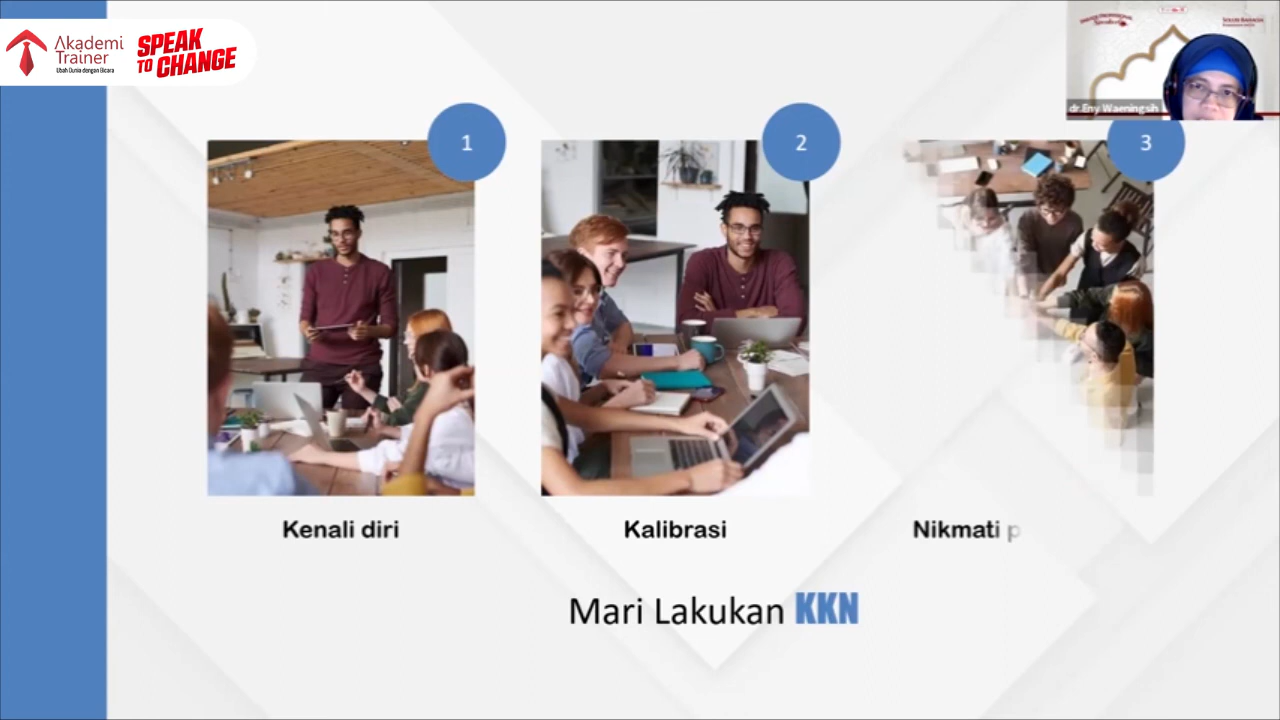 Akademi
Trainer
Ubah Dunia dengan Bicara
SPEAK
TO CHANGE
dr.Eny Waeningsih
1
2
3
Kenali diri
Kalibrasi
Nikmati p
Mari Lakukan KKN